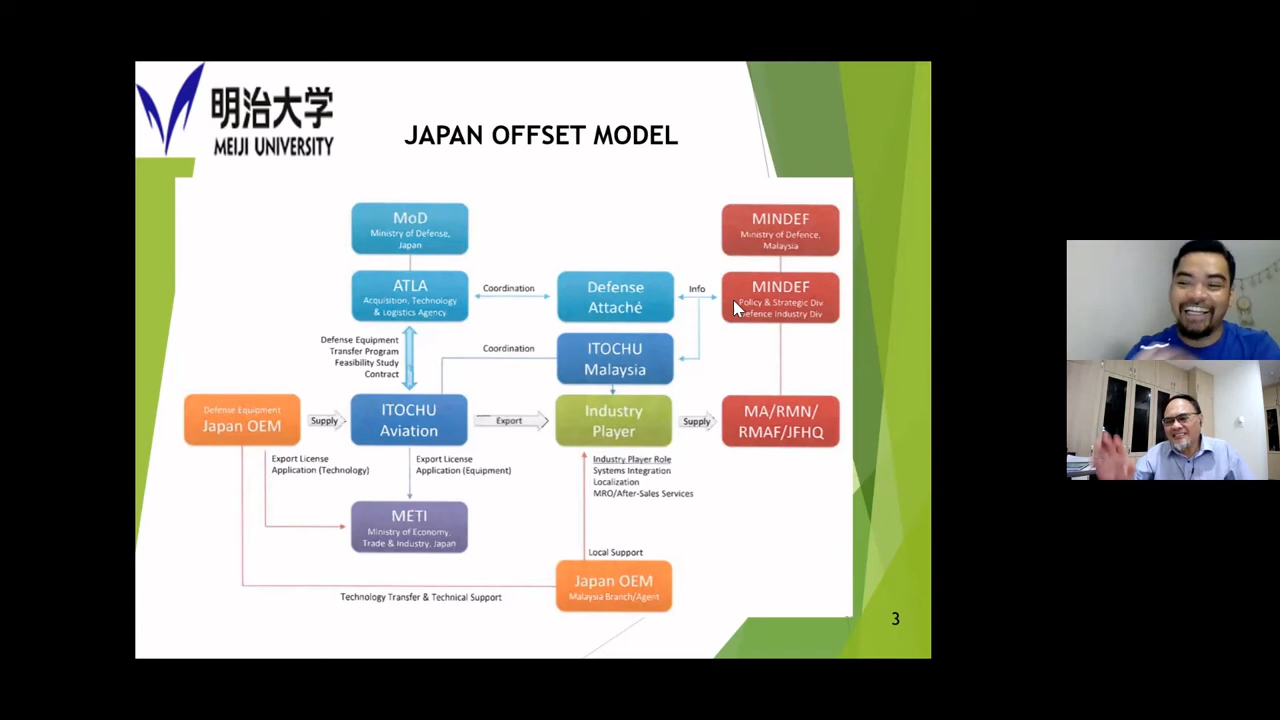 明治大学
MEIJI UNIVERSITY
JAPAN OFFSET MODEL
MoD
Ministry of Defense,
Japan
MINDEF
Ministry of Defence,
Malaysia
ATLA
Acquisition, Technology
& Logistics Agency
Coordination
Defense
Attaché
Info
MINDEF
Policy & Strategic Div
Defence Industry Div
Defense Equipment
Transfer Program
Feasibility Study
Contract
Coordination
ITOCHU
Malaysia
Defense Equipment
Japan OEM
Supply
ITOCHU
Aviation
Export
Industry
Player
Supply
MA/RMN/
RMAF/JFHQ
Export License
Application (Technology)
Export License
Application (Equipment)
Industry Player Role
Systems Integration
Localization
MRO/After-Sales Services
METI
Ministry of Economy,
Trade & Industry, Japan
Local Support
Japan OEM
Malaysia Branch/Agent
Technology Transfer & Technical Support
3